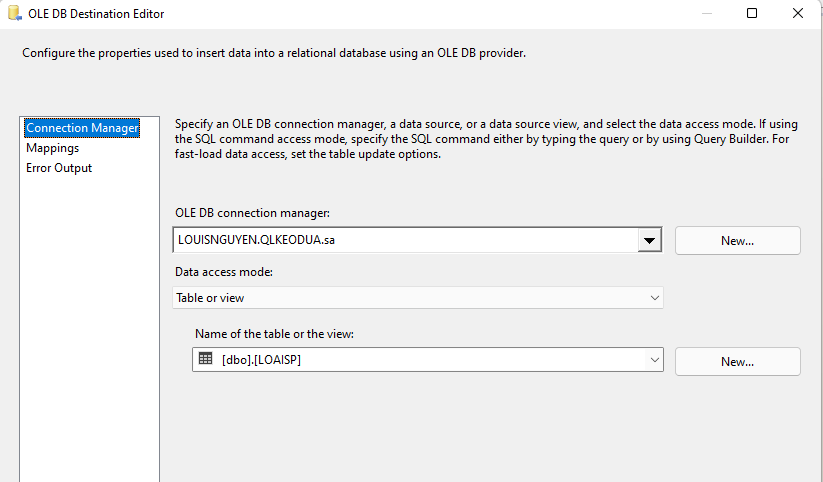 OLE DB Destination Editor
Configure the properties used to insert data into a relational database using an OLE DB provider.
Connection Manager
Mappings
Error Output
Specify an OLE DB connection manager, a data source, or a data source view, and select the data access mode. If using
the SQL command access mode, specify the SQL command either by typing the query or by using Query Builder. For
fast-load data access, set the table update options.
OLE DB connection manager:
LOUISNGUYEN.QLKEODUA.sa
New...
Data access mode:
Table or view
Name of the table or the view:
[dbo].[LOAISP]
New...